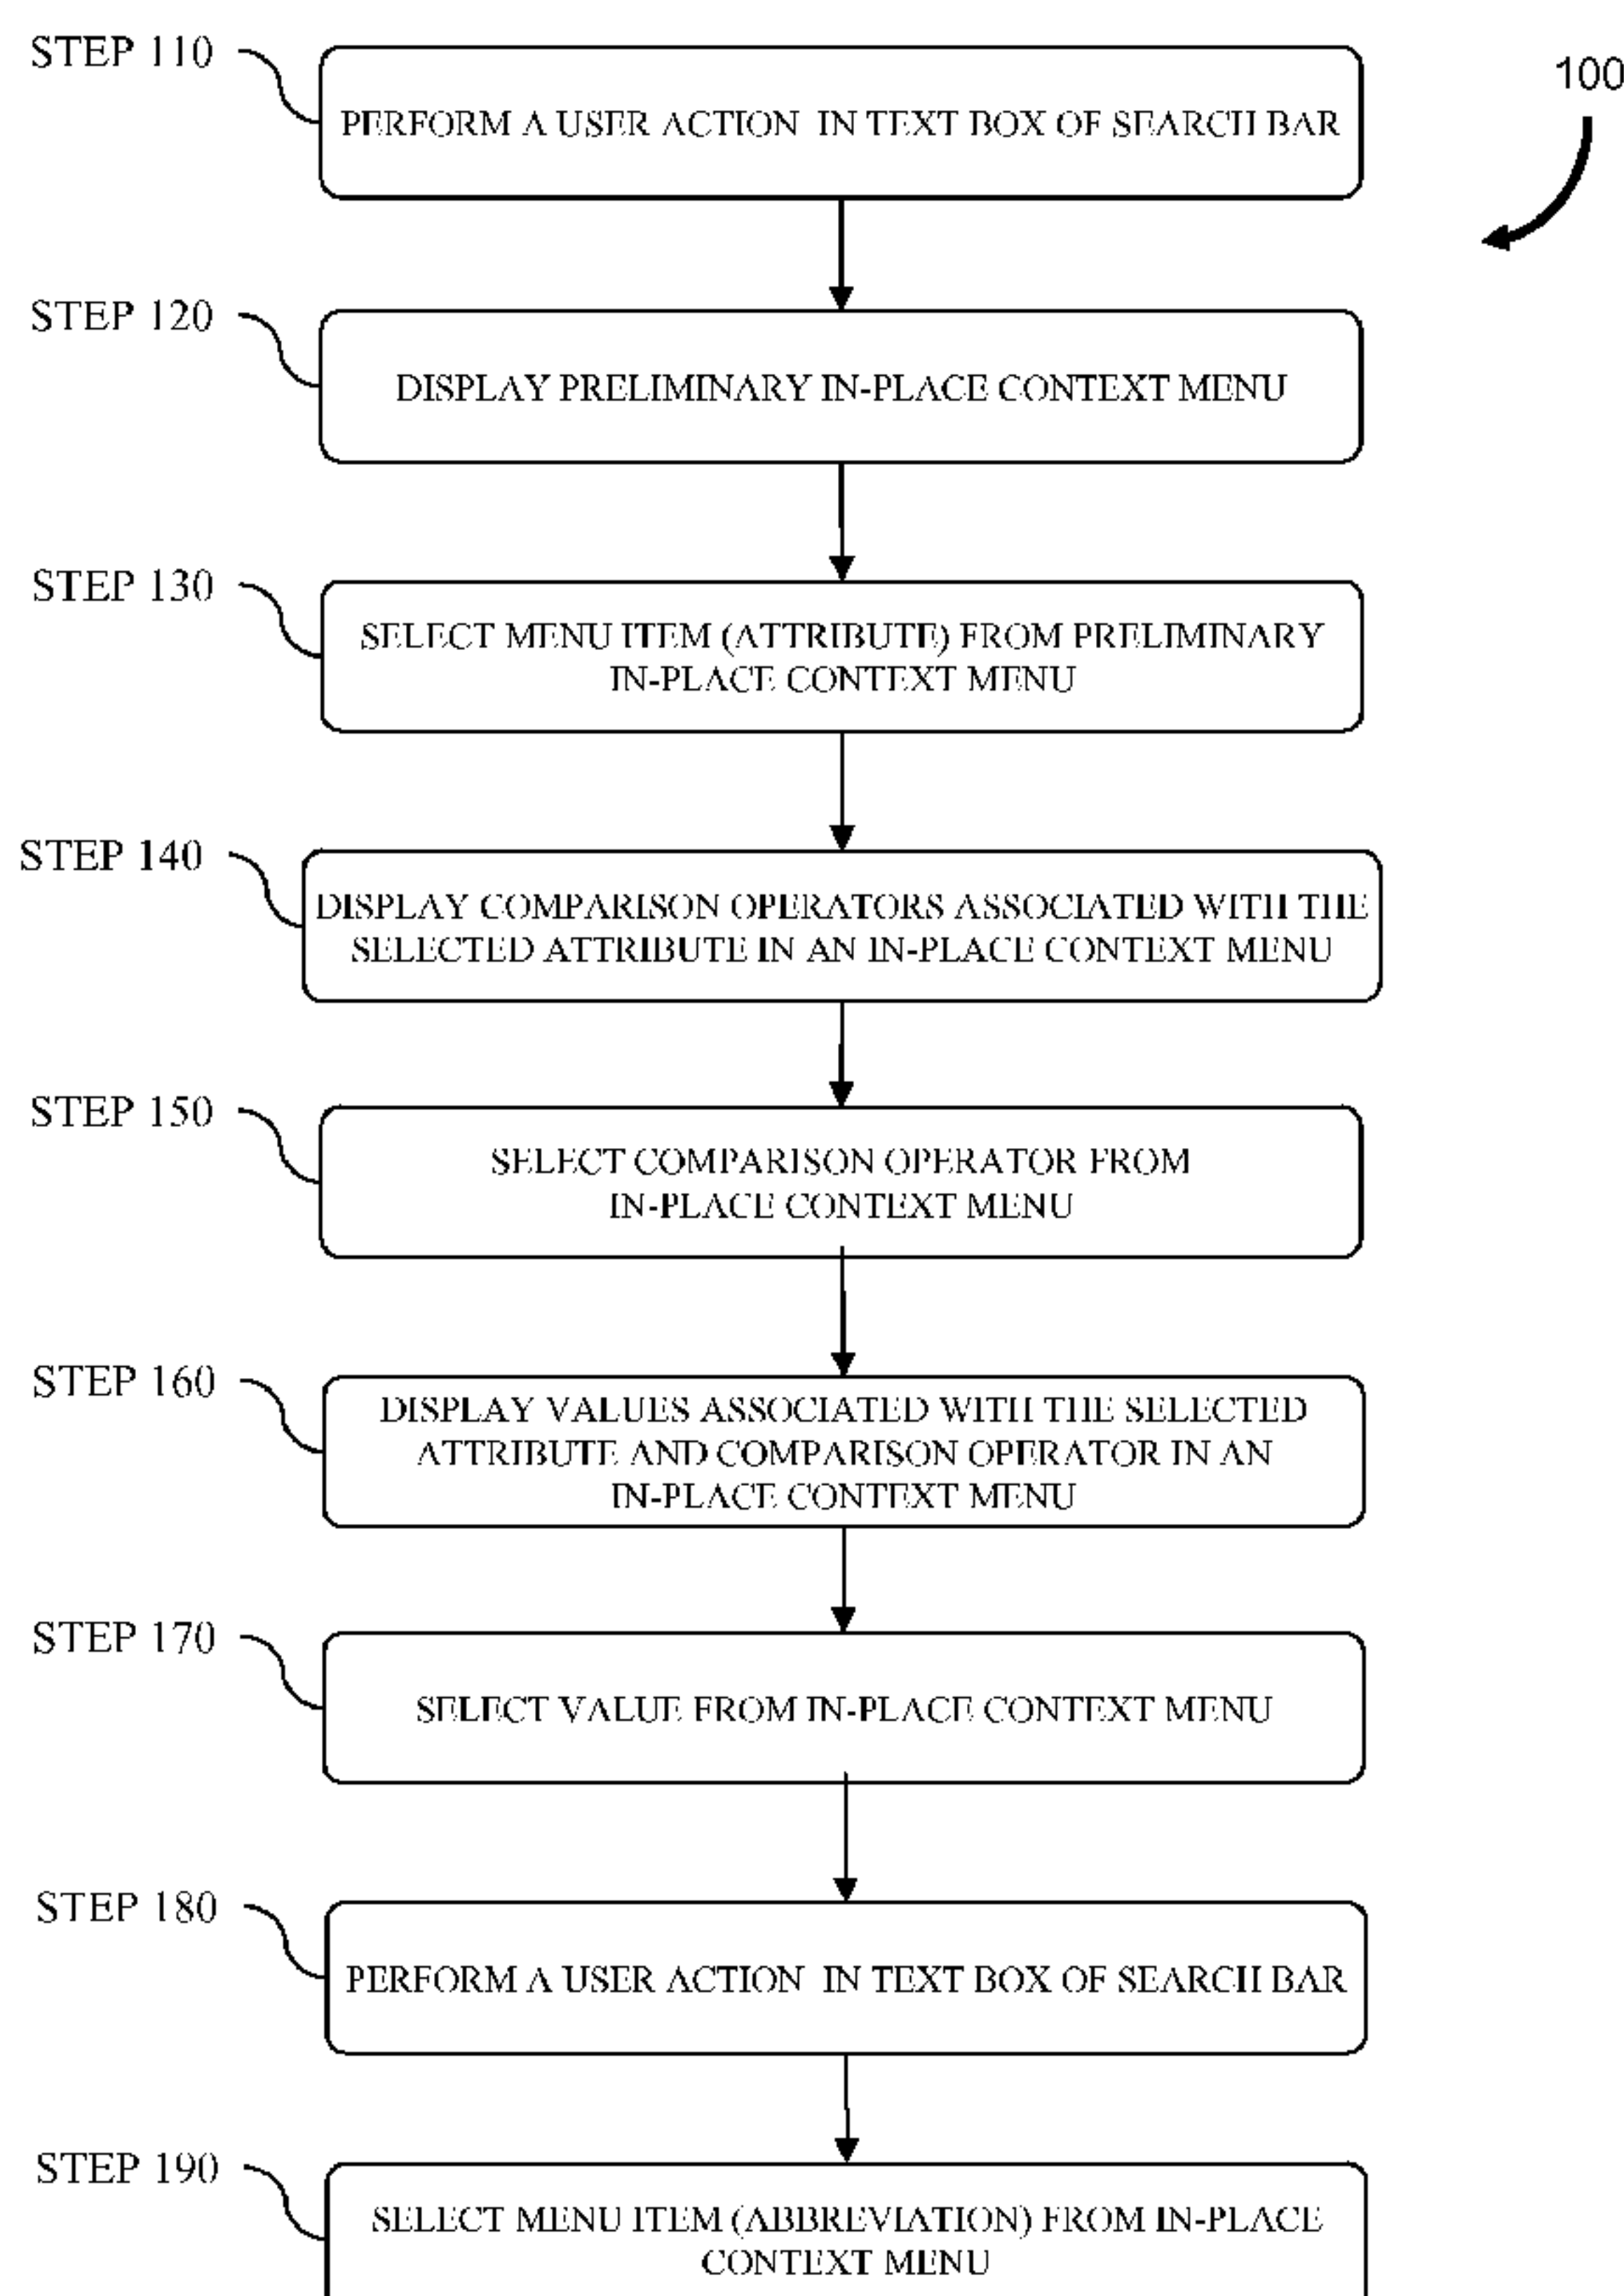 STEP 110
100
PERFORM A USER ACTION IN TEXT BOX OF SEARCH BAR
STEP 120
DISPLAY PRELIMINARY IN-PLACE CONTEXT MENU
STEP 130
SELECT MENU ITEM (ATTRIBUTE) FROM PRELIMINARY
IN-PLACE CONTEXT MENU
STEP 140
DISPLAY COMPARISON OPERATORS ASSOCIATED WITH THE
SELECTED ATTRIBUTE IN AN IN-PLACE CONTEXT MENU
STEP 150
SELECT COMPARISON OPERATOR FROM
IN-PLACE CONTEXT MENU
STEP 160
DISPLAY VALUES ASSOCIATED WITH THE SELECTED
ATTRIBUTE AND COMPARISON OPERATOR IN AN
IN-PLACE CONTEXT MENU
STEP 170
SELECT VALUE FROM IN-PLACE CONTEXT MENU
STEP 180
PERFORM A USER ACTION IN TEXT BOX OF SEARCH BAR
STEP 190
SELECT MENU ITEM (ABBREVIATION) FROM IN-PLACE
CONTEXT MENU